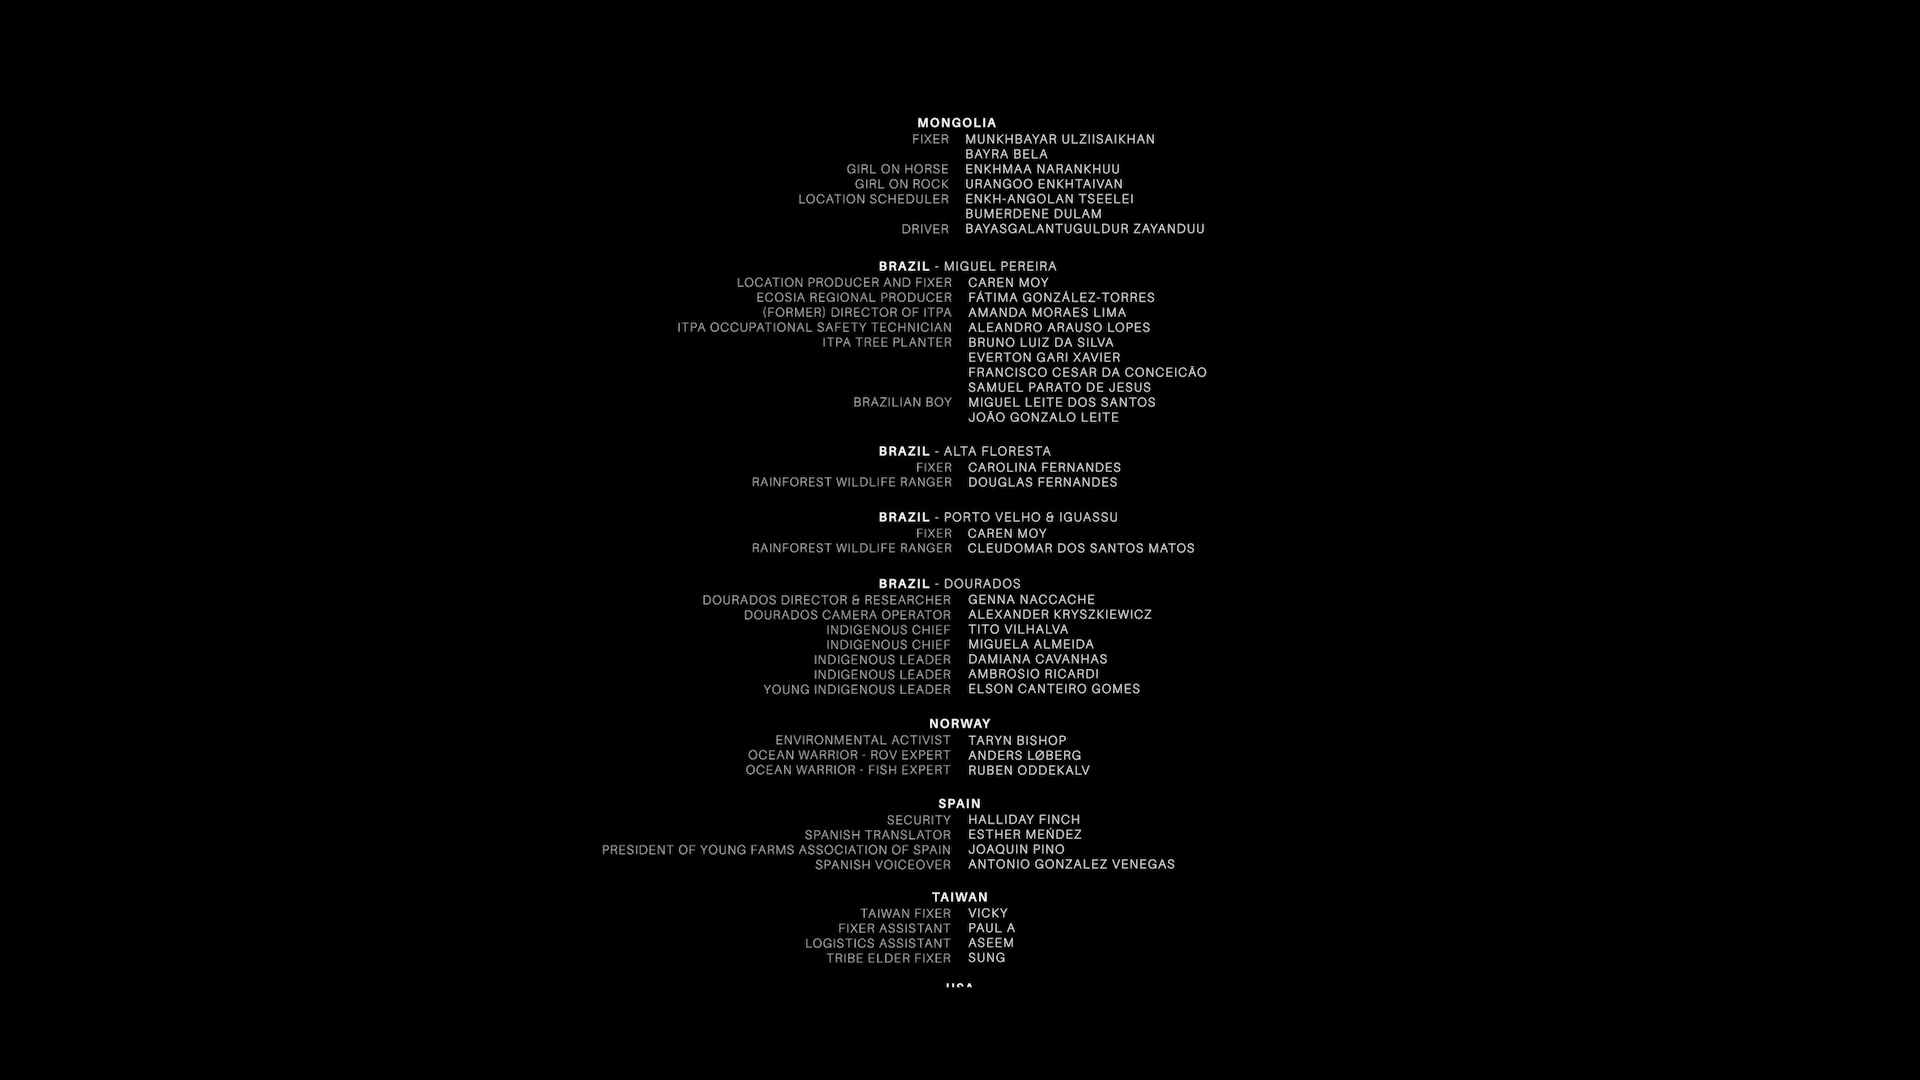 MONGOLIA
FIXER MUNKHBAYAR ULZIISAIKHAN
BAYRA BELA
GIRL ON HORSE ENKHMAA NARANKHUU
GIRL ON ROCK URANGOO ENKHTAIVAN
LOCATION SCHEDULER ENKH-ANGOLAN TSEELEI
BUMERDENE DULAM
DRIVER BAYASGALANTUGULDUR ZAYANDUU
BRAZIL - MIGUEL PEREIRA
LOCATION PRODUCER AND FIXER CAREN MOY
ECOSIA REGIONAL PRODUCER FÁTIMA GONZÁLEZ-TORRES
(FORMER) DIRECTOR OF ITPA AMANDA MORAES LIMA
ITPA OCCUPATIONAL SAFETY TECHNICIAN ALEANDRO ARAUSO LOPES
ITPA TREE PLANTER BRUNO LUIZ DA SILVA
EVERTON GARI XAVIER
FRANCISCO CESAR DA CONCEICÃO
SAMUEL PARATO DE JESUS
BRAZILIAN BOY MIGUEL LEITE DOS SANTOS
JOÃO GONZALO LEITE
BRAZIL - ALTA FLORESTA
FIXER CAROLINA FERNANDES
RAINFOREST WILDLIFE RANGER DOUGLAS FERNANDES
BRAZIL - PORTO VELHO & IGUASSU
FIXER CAREN MOY
RAINFOREST WILDLIFE RANGER CLEUDOMAR DOS SANTOS MATOS
BRAZIL - DOURADOS
DOURADOS DIRECTOR & RESEARCHER GENNA NACCACHE
DOURADOS CAMERA OPERATOR ALEXANDER KRYSZKIEWICZ
INDIGENOUS CHIEF TITO VILHALVA
INDIGENOUS CHIEF MIGUELA ALMEIDA
INDIGENOUS LEADER DAMIANA CAVANHAS
INDIGENOUS LEADER AMBROSIO RICARDI
YOUNG INDIGENOUS LEADER ELSON CANTEIRO GOMES
NORWAY
ENVIRONMENTAL ACTIVIST TARYN BISHOP
OCEAN WARRIOR - ROV EXPERT ANDERS LØBERG
OCEAN WARRIOR - FISH EXPERT RUBEN ODDEKALV
SPAIN
SECURITY HALLIDAY FINCH
SPANISH TRANSLATOR ESTHER MEÑDEZ
PRESIDENT OF YOUNG FARMS ASSOCIATION OF SPAIN JOAQUIN PINO
SPANISH VOICEOVER ANTONIO GONZALEZ VENEGAS
TAIWAN
TAIWAN FIXER VICKY
FIXER ASSISTANT PAUL A
LOGISTICS ASSISTANT ASEEM
TRIBE ELDER FIXER SUNG
USA